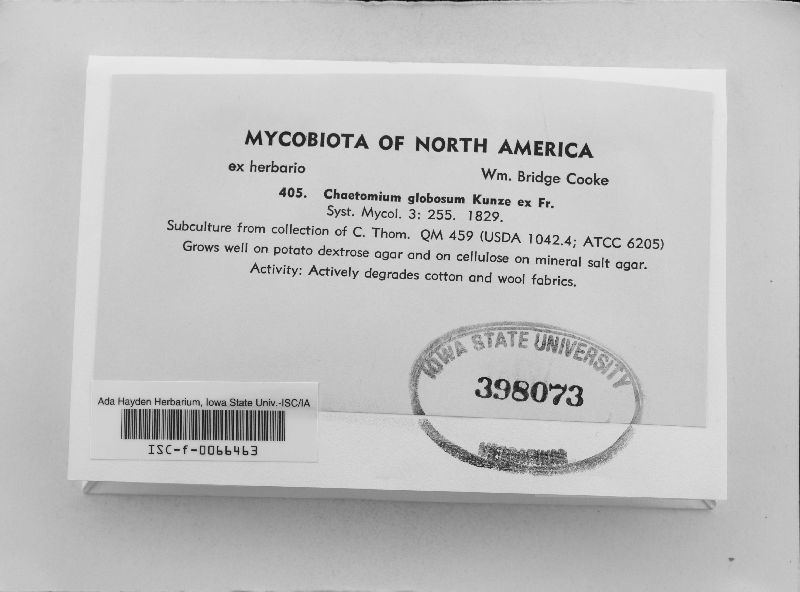 MYCOBIOTA OF NORTH AMERICA
ex herbario Wm. Bridge Cooke
405. Chaetomium globosum Kunze ex Fr.
Syst. Mycol. 3: 255. 1829.
Subculture from collection of C. Thom. QM 459 (USDA 1042.4; ATCC 6205)
Grows well on potato dextrose agar and on cellulose on mineral salt agar.
Activity: Actively degrades cotton and wool fabrics.
IOWA STATE UNIVERSITY
398073
Ada Hayden Herbarium, Iowa State Univ.-ISC/IA
ISC-f-0066463